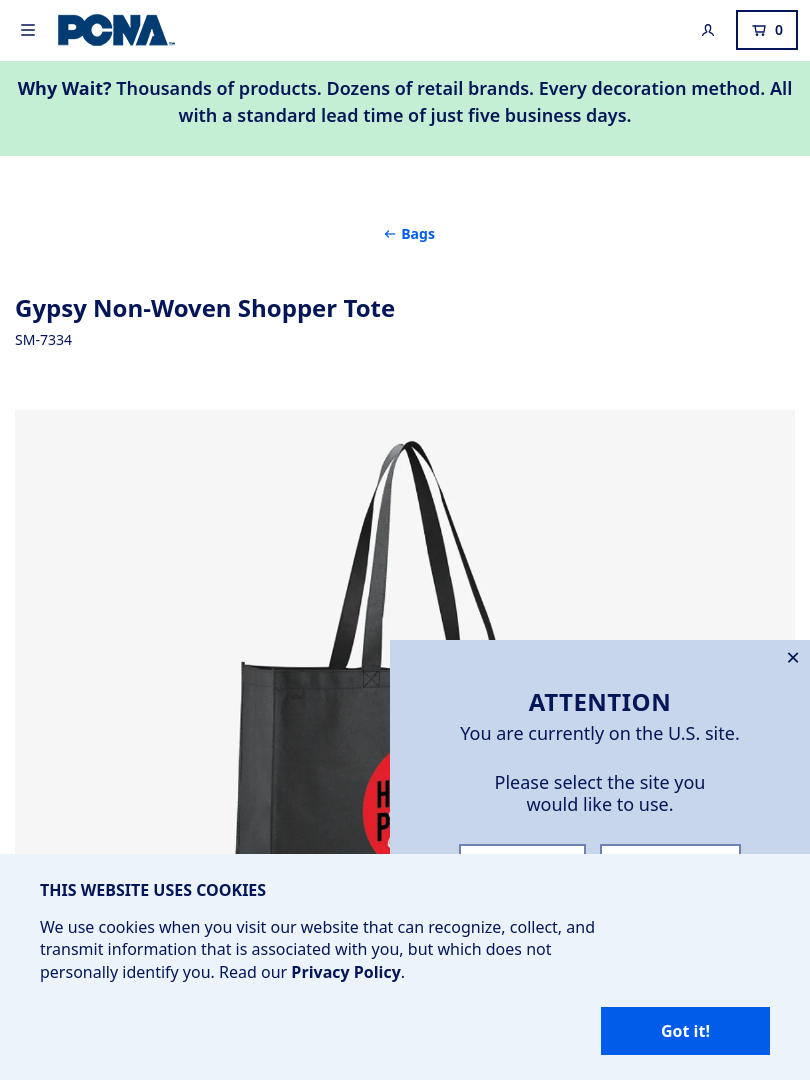 PCNA
0
Why Wait? Thousands of products. Dozens of retail brands. Every decoration method. All
with a standard lead time of just five business days.
← Bags
Gypsy Non-Woven Shopper Tote
SM-7334
ATTENTION
You are currently on the U.S. site.
Please select the site you
would like to use.
THIS WEBSITE USES COOKIES
We use cookies when you visit our website that can recognize, collect, and
transmit information that is associated with you, but which does not
personally identify you. Read our Privacy Policy.
Got it!